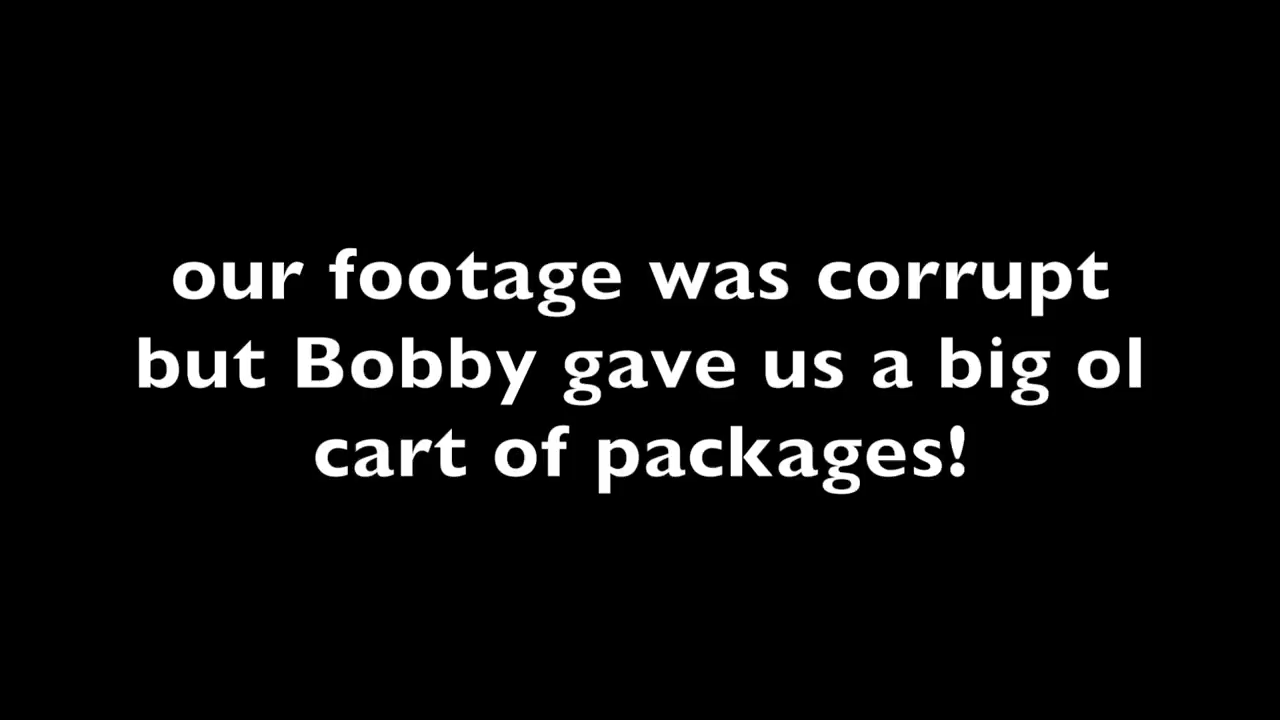 our footage was corrupt
but Bobby gave us a big ol
cart of packages!